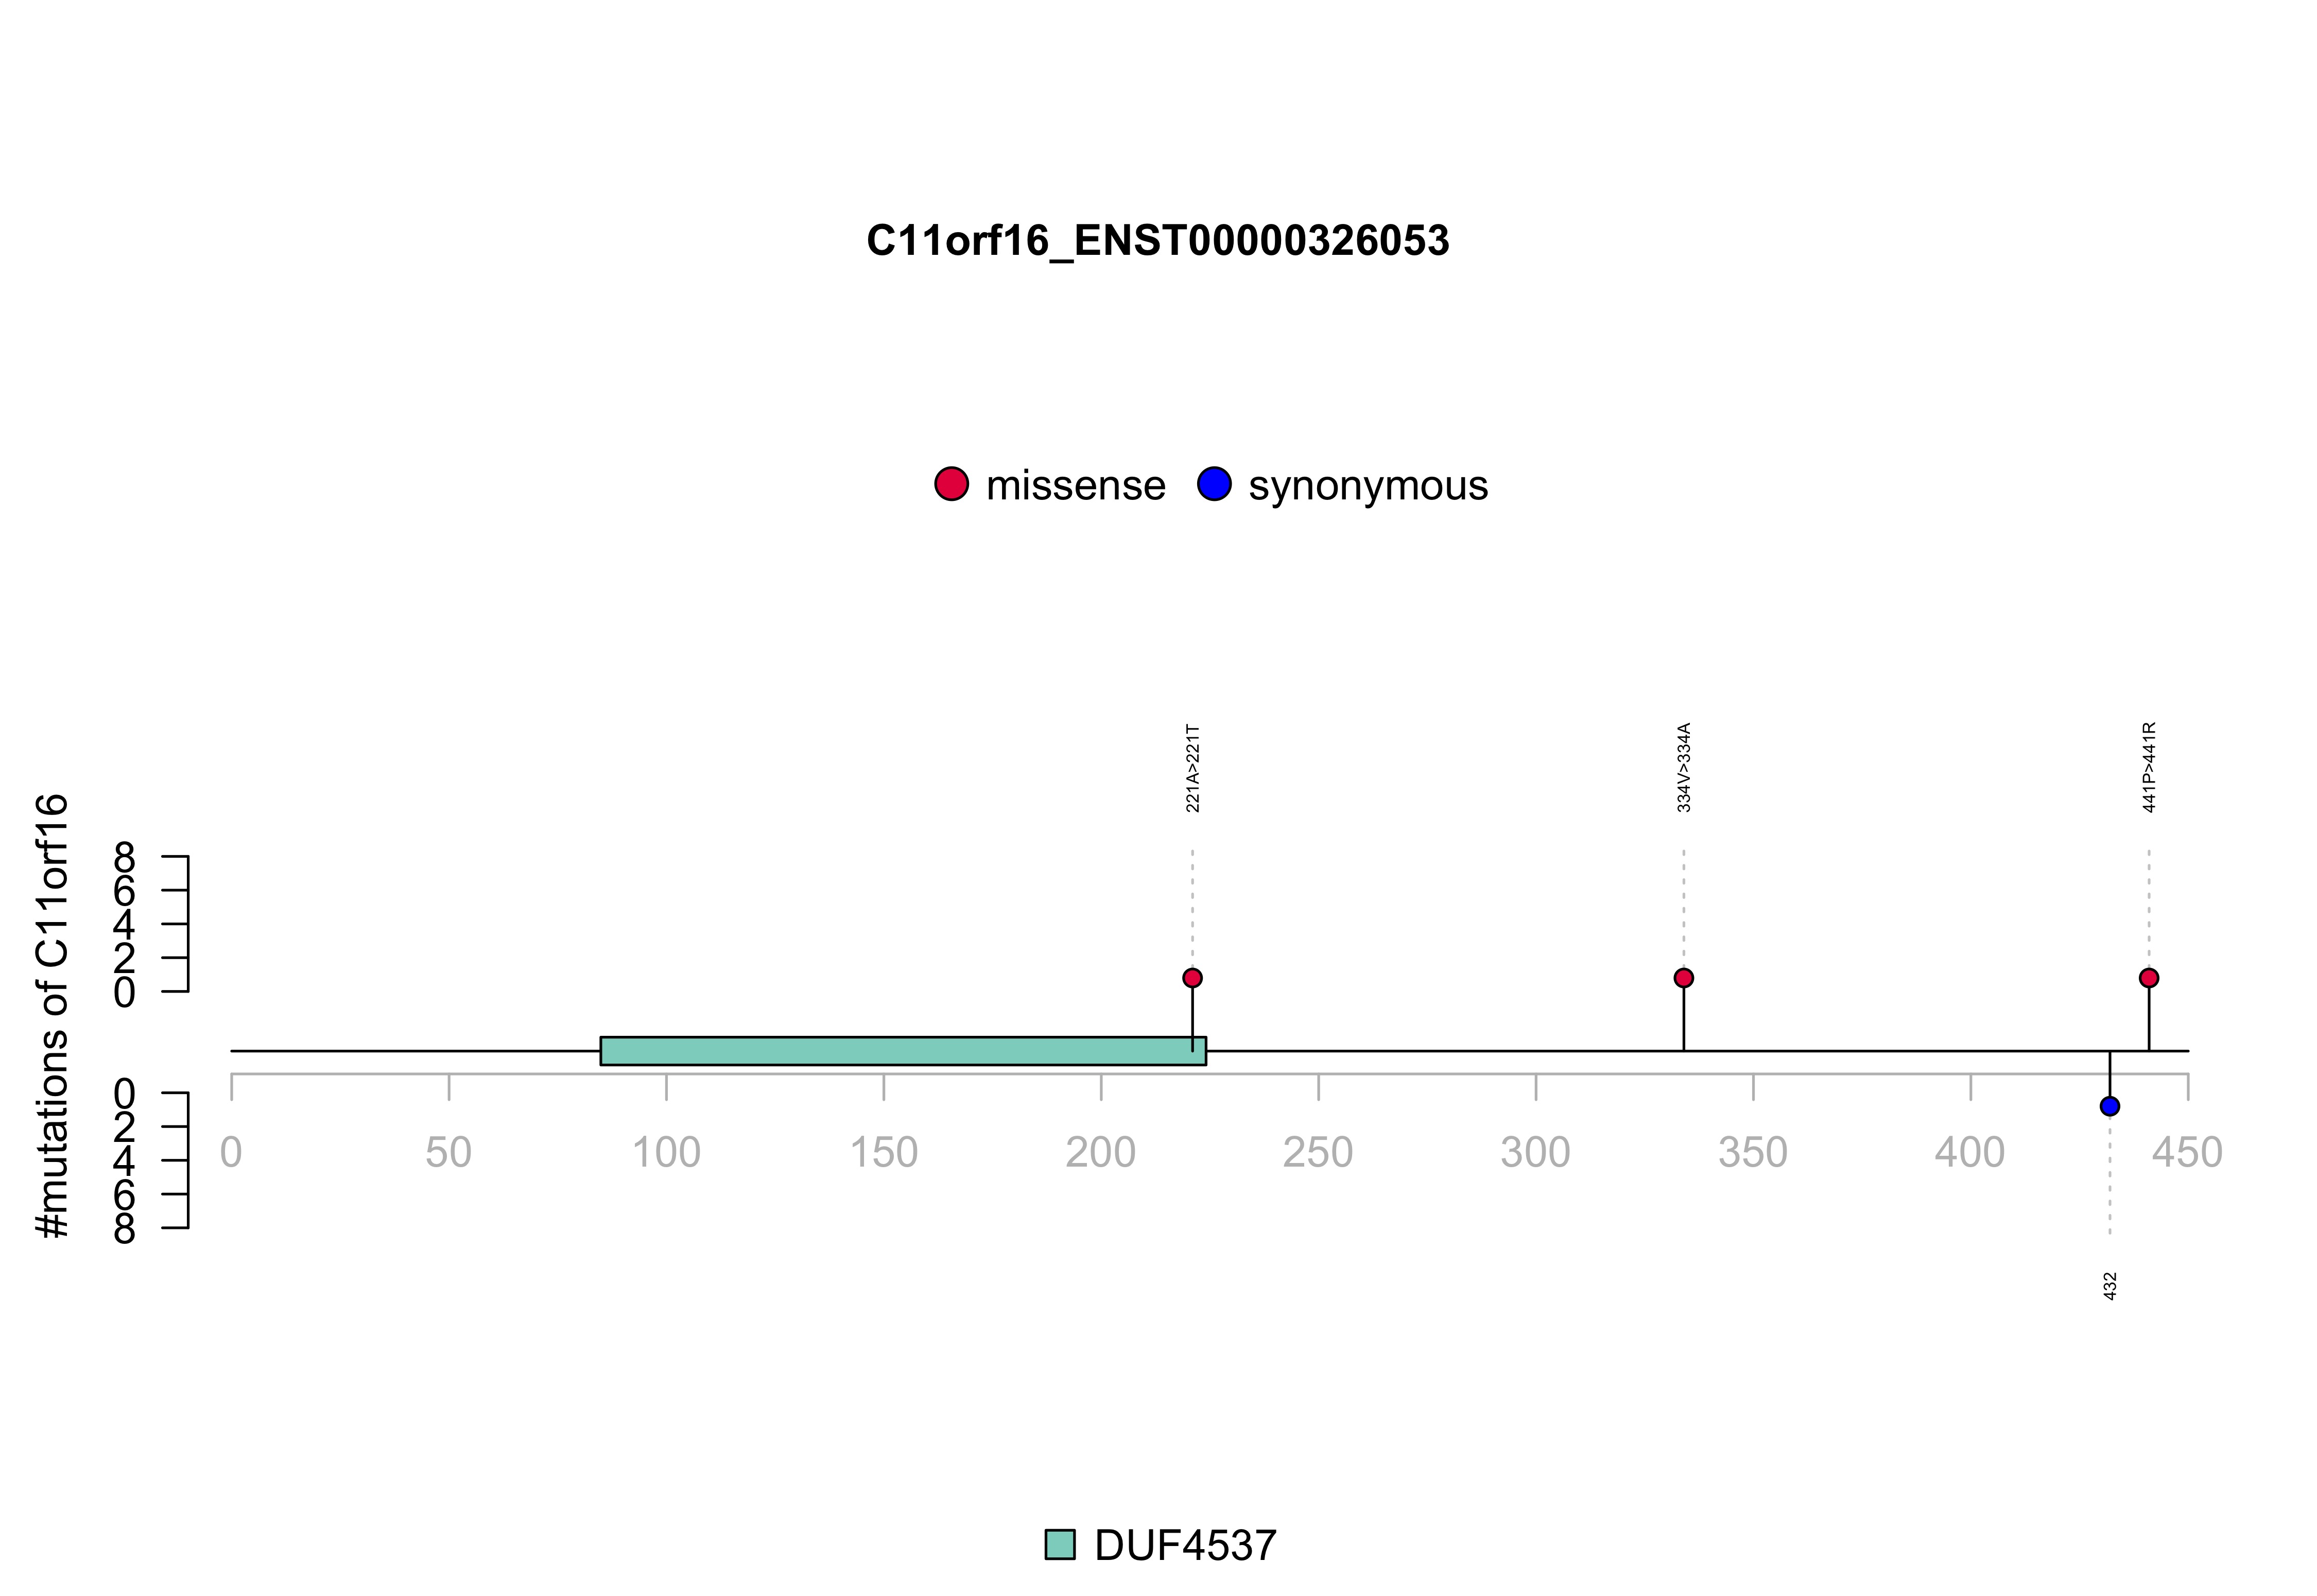 C11orf16_ENST00000326053
missense synonymous
221A>221T
334V>334A
441P>441R
#mutations of C11orf16
8
6
4
2
0
0
2
4
6
8
0 50 100 150 200 250 300 350 400 450
432
DUF4537